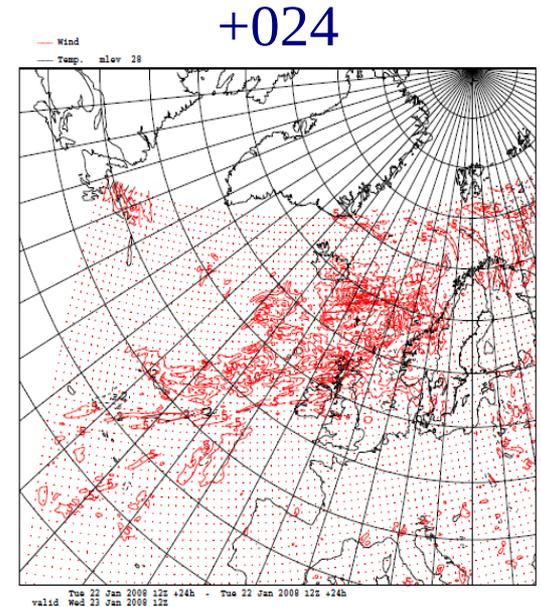 +024
Wind
Temp. mlev 28
Tue 22 Jan 2008 12Z +24h - Tue 22 Jan 2008 12Z +24h
valid Wed 23 Jan 2008 12Z